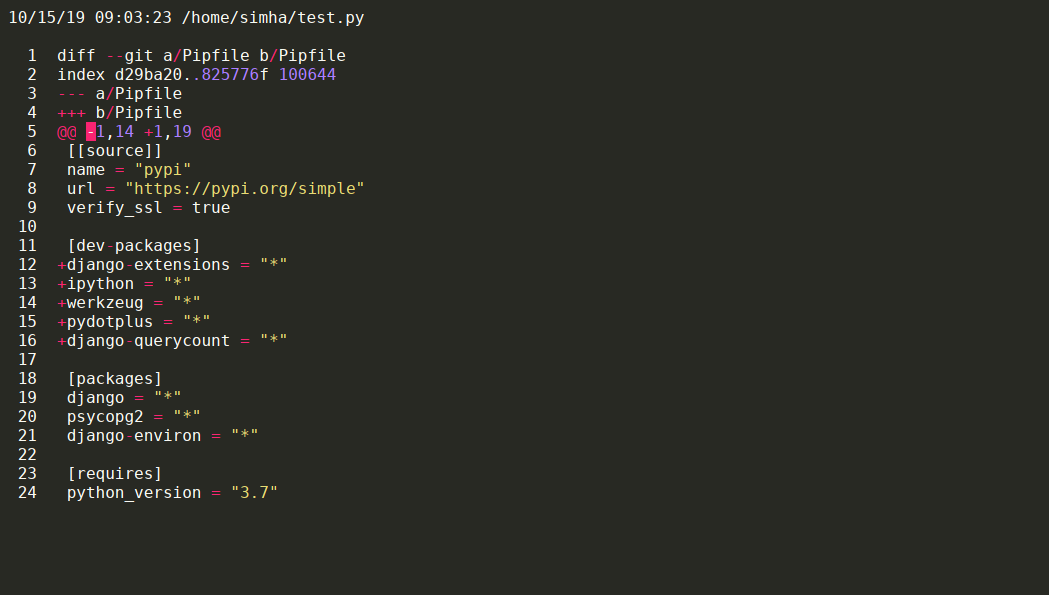 10/15/19 09:03:23 /home/simha/test.py
1 diff --git a/Pipfile b/Pipfile
2 index d29ba20..825776f 100644
3 --- a/Pipfile
4 +++ b/Pipfile
5 @@ -1,14 +1,19 @@
6  [[source]]
7  name = "pypi"
8  url = "https://pypi.org/simple"
9  verify_ssl = true
10
11  [dev-packages]
12 +django-extensions = "*"
13 +ipython = "*"
14 +werkzeug = "*"
15 +pydotplus = "*"
16 +django-querycount = "*"
17
18  [packages]
19  django = "*"
20  psycopg2 = "*"
21  django-environ = "*"
22
23  [requires]
24  python_version = "3.7"